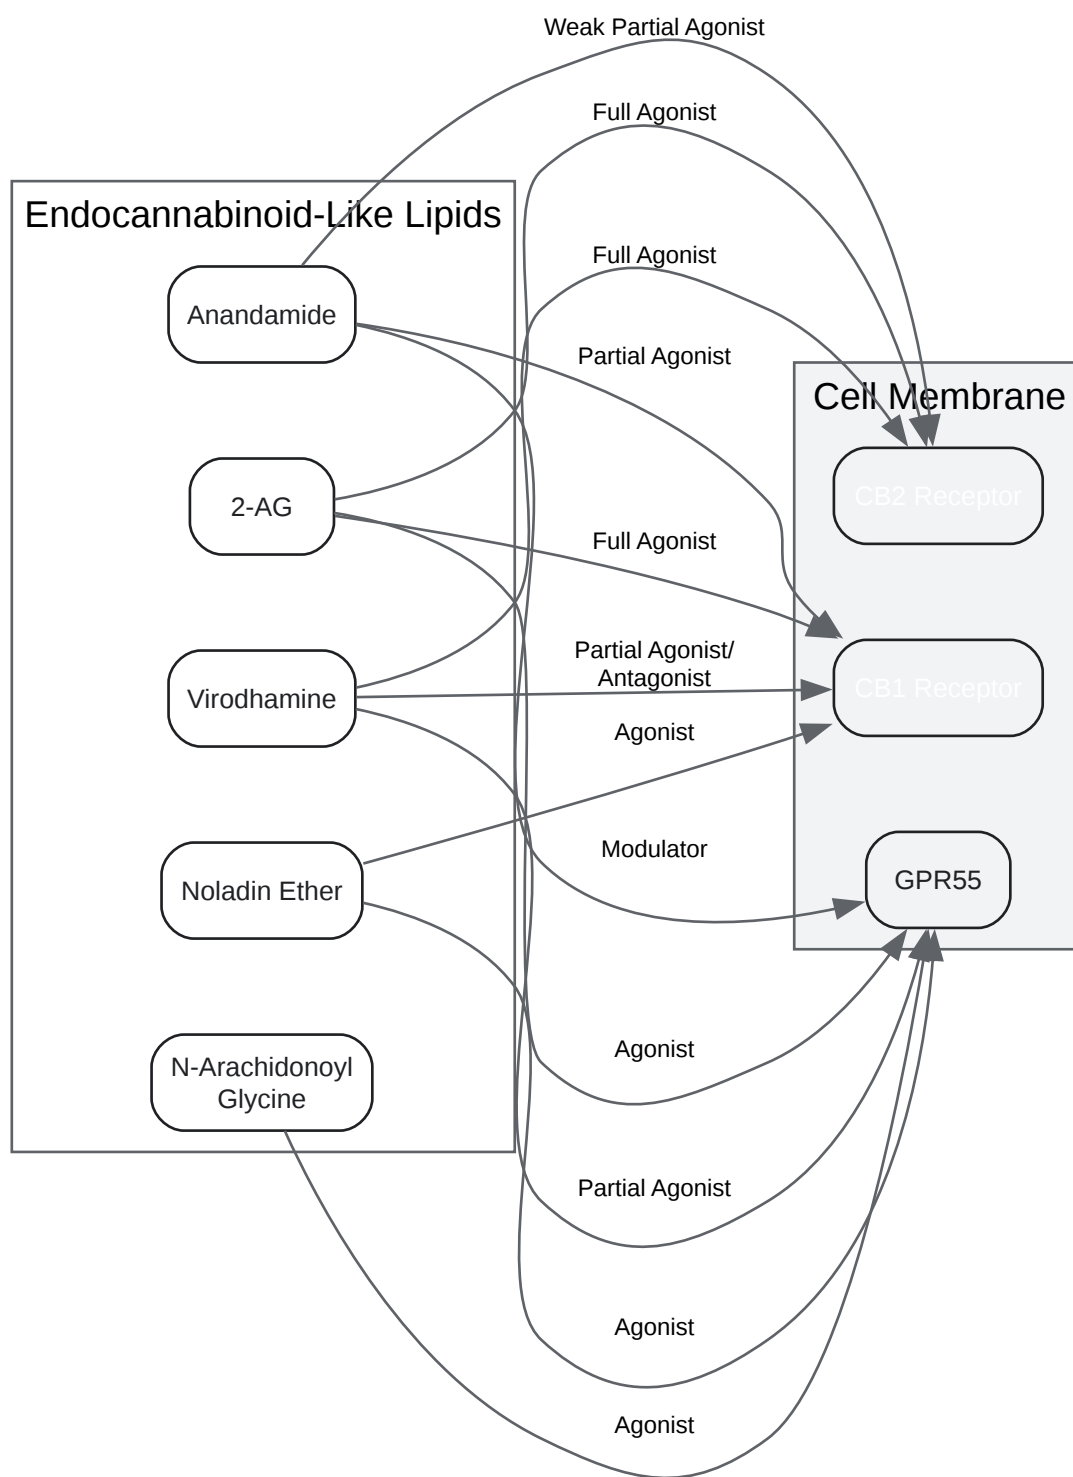 Weak Partial Agonist
Full Agonist
Endocannabinoid-Like Lipids
Full Agonist
Anandamide
Partial Agonist
Cell Membrane
CB2 Receptor
2-AG
Full Agonist
Partial Agonist/
Antagonist
CB1 Receptor
Virodhamine
Agonist
Modulator
GPR55
Noladin Ether
Agonist
N-Arachidonoyl
Glycine
Partial Agonist
Agonist
Agonist